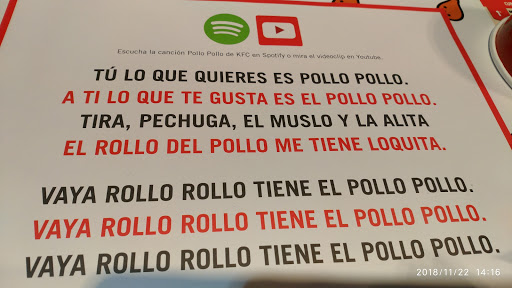 Escucha la canción Pollo Pollo de KFC en Spotify o mira el videoclip en Youtube.
TÚ LO QUE QUIERES ES POLLO POLLO.
A TI LO QUE TE GUSTA ES EL POLLO POLLO.
TIRA, PECHUGA, EL MUSLO Y LA ALITA
EL ROLLO DEL POLLO ME TIENE LOQUITA.
VAYA ROLLO ROLLO TIENE EL POLLO POLLO.
VAYA ROLLO ROLLO TIENE EL POLLO POLLO.
VAYA ROLLO ROLLO TIENE EL POLLO POLLO.
2018/11/22 14:16